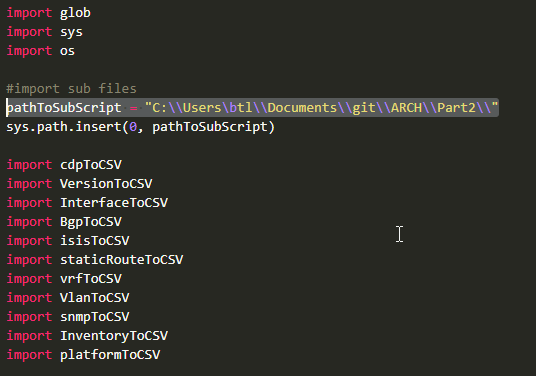 import glob
import sys
import os
#import sub files
pathToSubScript = "C:\\Users\btl\\Documents\\git\\ARCH\\Part2\\"
sys.path.insert(0, pathToSubScript)
import cdpToCSV
import VersionToCSV
import InterfaceToCSV
import BgpToCSV
import isisToCSV
import staticRouteToCSV
import vrfToCSV
import VlanToCSV
import snmpToCSV
import InventoryToCSV
import platformToCSV